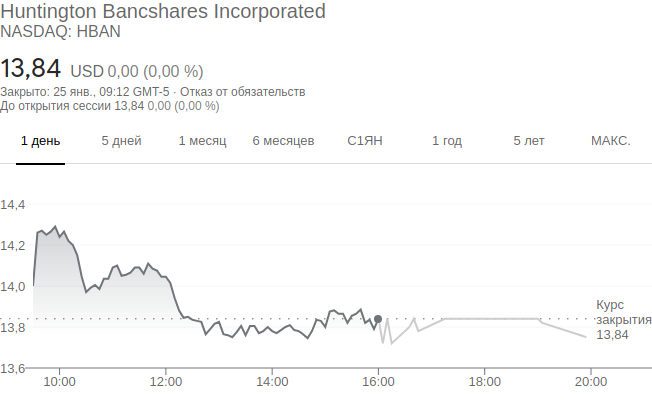 Huntington Bancshares Incorporated
NASDAQ: HBAN
13,84 USD 0,00 (0,00 %)
Закрыто: 25 янв., 09:12 GMT-5 · Отказ от обязательств
До открытия сессии 13,84 0,00 (0,00 %)
1 день 5 дней 1 месяц 6 месяцев С1ЯН 1 год 5 лет МАКС.
14,4
14,2
14,0
Курс
закрытия
13,84
13,8
13,6
10:00 12:00 14:00 16:00 18:00 20:00